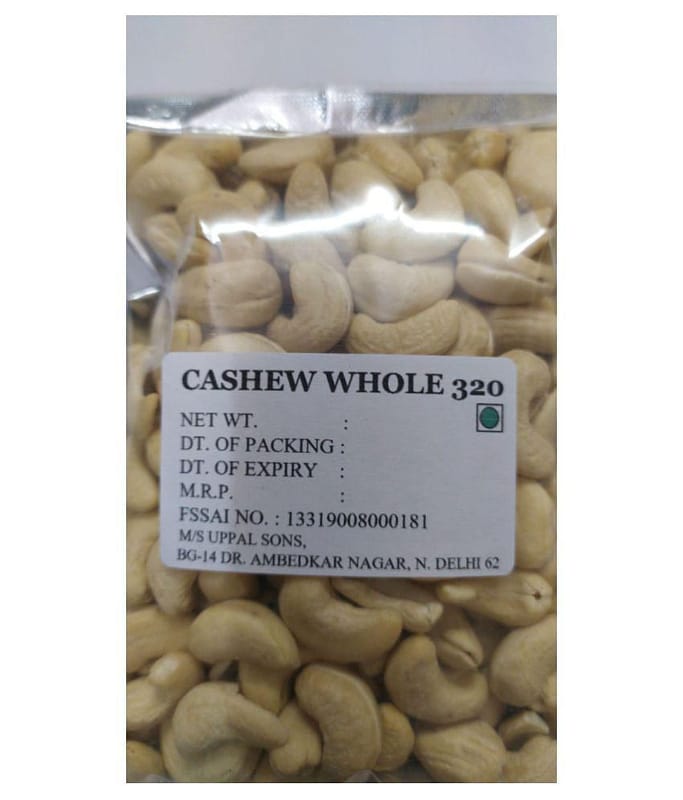 CASHEW WHOLE 320
NET WT. :
DT. OF PACKING :
DT. OF EXPIRY :
M.R.P. :
FSSAI NO. : 13319008000181
M/S UPPAL SONS,
BG-14 DR. AMBEDKAR NAGAR, N. DELHI 62